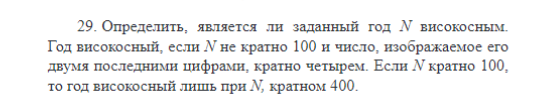 29. Определить, является ли заданный год N високосным.
Год високосный, если N не кратно 100 и число, изображаемое его
двумя последними цифрами, кратно четырем. Если N кратно 100,
то год високосный лишь при N, кратном 400.